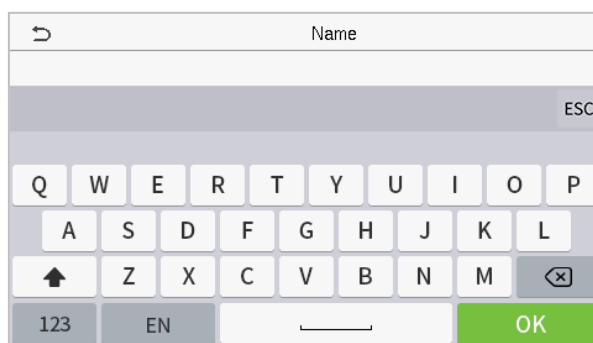 Name
ESC
Q W E R T Y U I O P
A S D F G H J K L
Z X C V B N M
123 EN OK